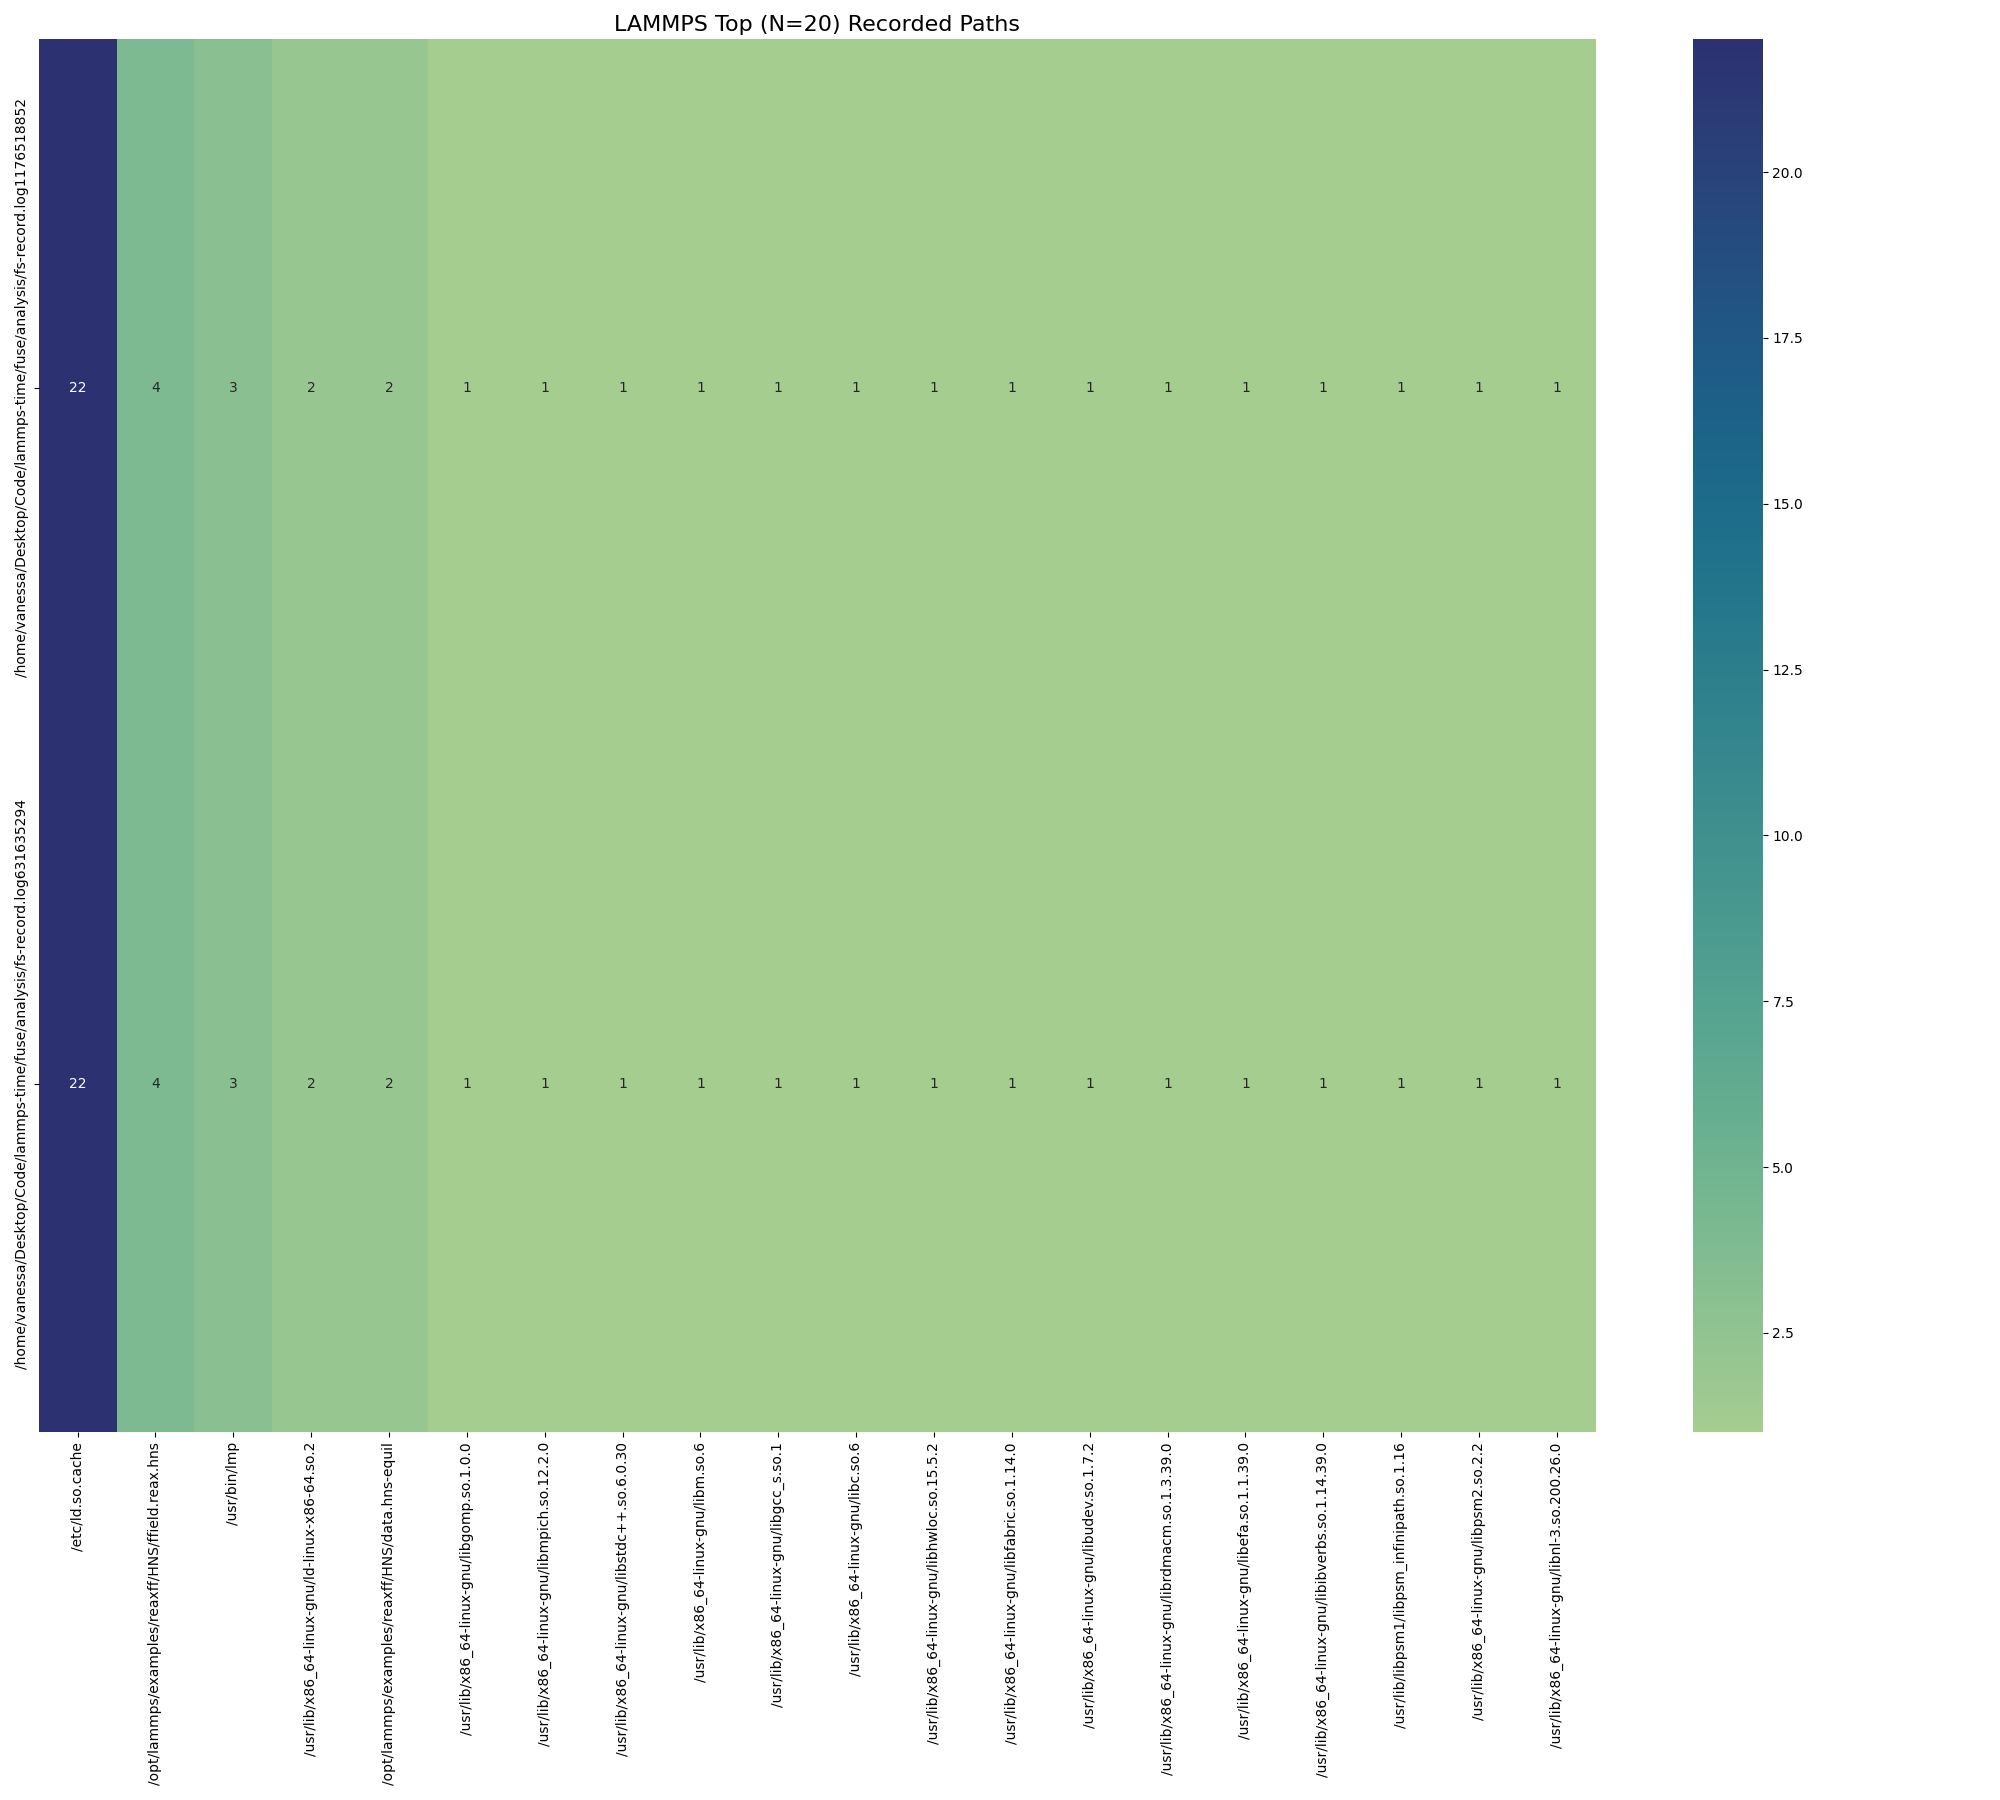 LAMMPS Top (N=20) Recorded Paths
/home/vanessa/Desktop/Code/lammps-time/fuse/analysis/fs-record.log1176518852
22 4 3 2 2 1 1 1 1 1 1 1 1 1 1 1 1 1 1 1
/home/vanessa/Desktop/Code/lammps-time/fuse/analysis/fs-record.log631635294
22 4 3 2 2 1 1 1 1 1 1 1 1 1 1 1 1 1 1 1
/etc/ld.so.cache
/opt/lammps/examples/reaxff/HNS/ffield.reax.hns
/usr/bin/lmp
/usr/lib/x86_64-linux-gnu/ld-linux-x86-64.so.2
/opt/lammps/examples/reaxff/HNS/data.hns-equil
/usr/lib/x86_64-linux-gnu/libgomp.so.1.0.0
/usr/lib/x86_64-linux-gnu/libmpich.so.12.2.0
/usr/lib/x86_64-linux-gnu/libstdc++.so.6.0.30
/usr/lib/x86_64-linux-gnu/libm.so.6
/usr/lib/x86_64-linux-gnu/libgcc_s.so.1
/usr/lib/x86_64-linux-gnu/libc.so.6
/usr/lib/x86_64-linux-gnu/libhwloc.so.15.5.2
/usr/lib/x86_64-linux-gnu/libfabric.so.1.14.0
/usr/lib/x86_64-linux-gnu/libudev.so.1.7.2
/usr/lib/x86_64-linux-gnu/librdmacm.so.1.3.39.0
/usr/lib/x86_64-linux-gnu/libefa.so.1.1.39.0
/usr/lib/x86_64-linux-gnu/libibverbs.so.1.14.39.0
/usr/lib/libpsm1/libpsm_infinipath.so.1.16
/usr/lib/x86_64-linux-gnu/libpsm2.so.2.2
/usr/lib/x86_64-linux-gnu/libnl-3.so.200.26.0
20.0
17.5
15.0
12.5
10.0
7.5
5.0
2.5